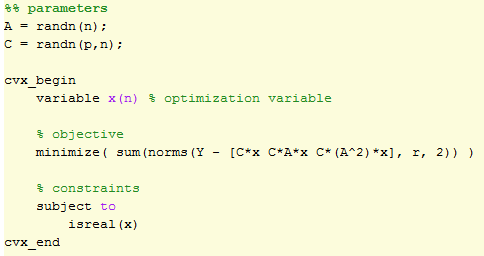 %% parameters
A = randn(n);
C = randn(p,n);
cvx_begin
variable x(n) % optimization variable
% objective
minimize( sum(norms(Y - [C*x C*A*x C*(A^2)*x], r, 2)) )
% constraints
subject to
isreal(x)
cvx_end